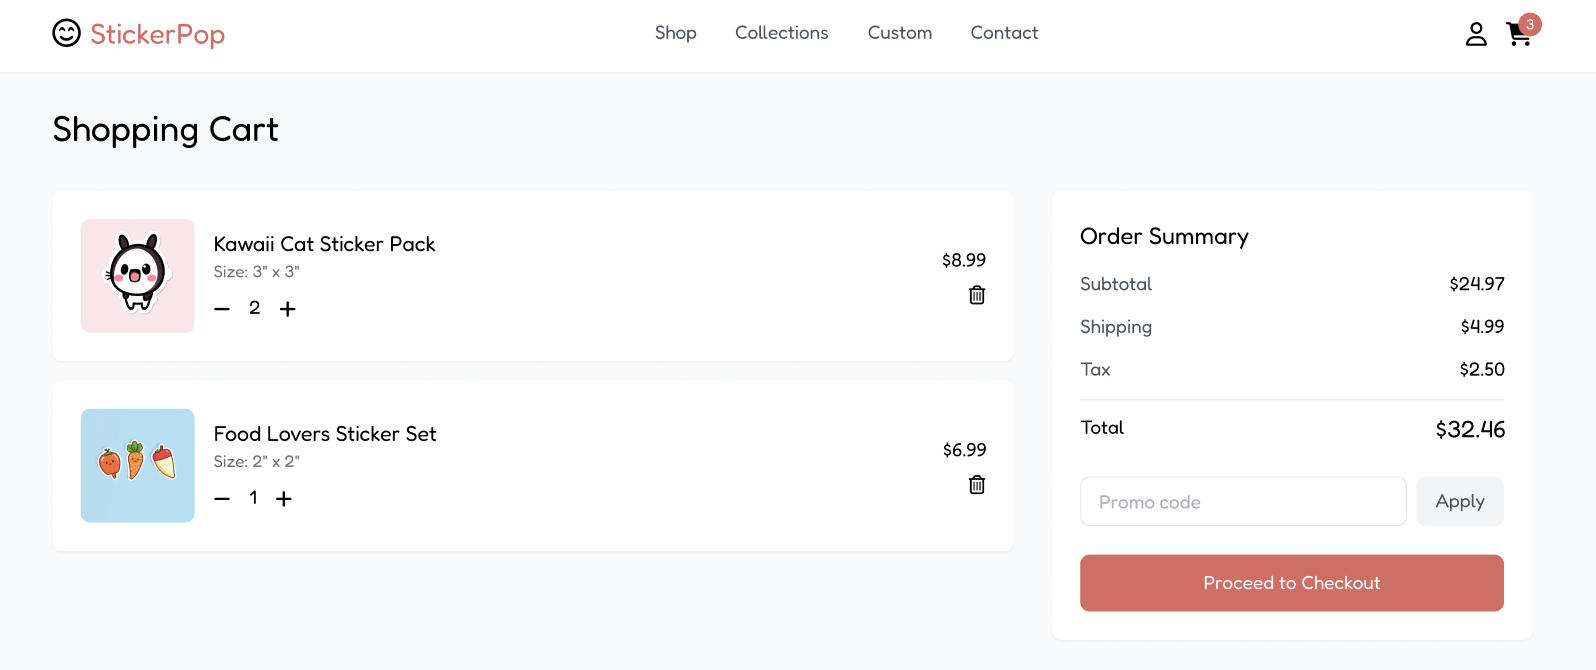 StickerPop
Shop Collections Custom Contact
3
Shopping Cart
Kawaii Cat Sticker Pack
Size: 3" x 3"
2
$8.99
Food Lovers Sticker Set
Size: 2" x 2"
1
$6.99
Order Summary
Subtotal $24.97
Shipping $4.99
Tax $2.50
Total $32.46
Promo code Apply
Proceed to Checkout